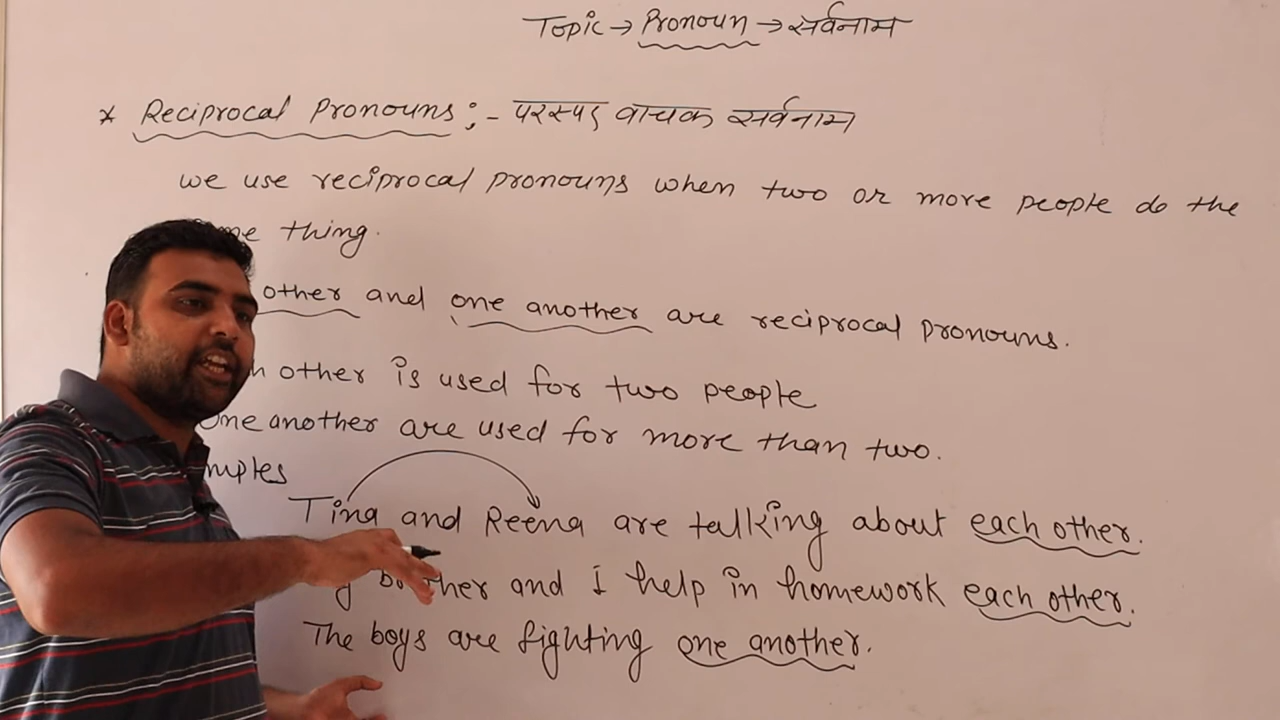 Topic → Pronoun → सर्वनाम
* Reciprocal Pronouns ;- परस्पर वाचक सर्वनाम
we use reciprocal pronouns when two or more people do the
thing.
other and one another are reciprocal pronouns.
other is used for two people
One another are used for more than two.
Tina and Reena are talking about each other.
and I help in homework each other.
The boys are fighting one another.